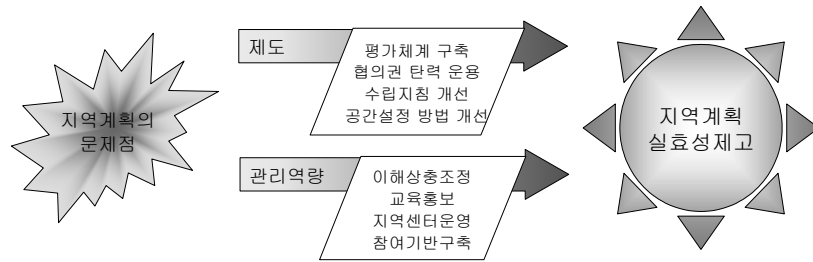 지역계획의
문제점
제도
평가체계 구축
협의권 탄력 운용
수립지침 개선
공간설정 방법 개선
관리역량
이해상충조정
교육홍보
지역센터운영
참여기반구축
지역계획
실효성제고